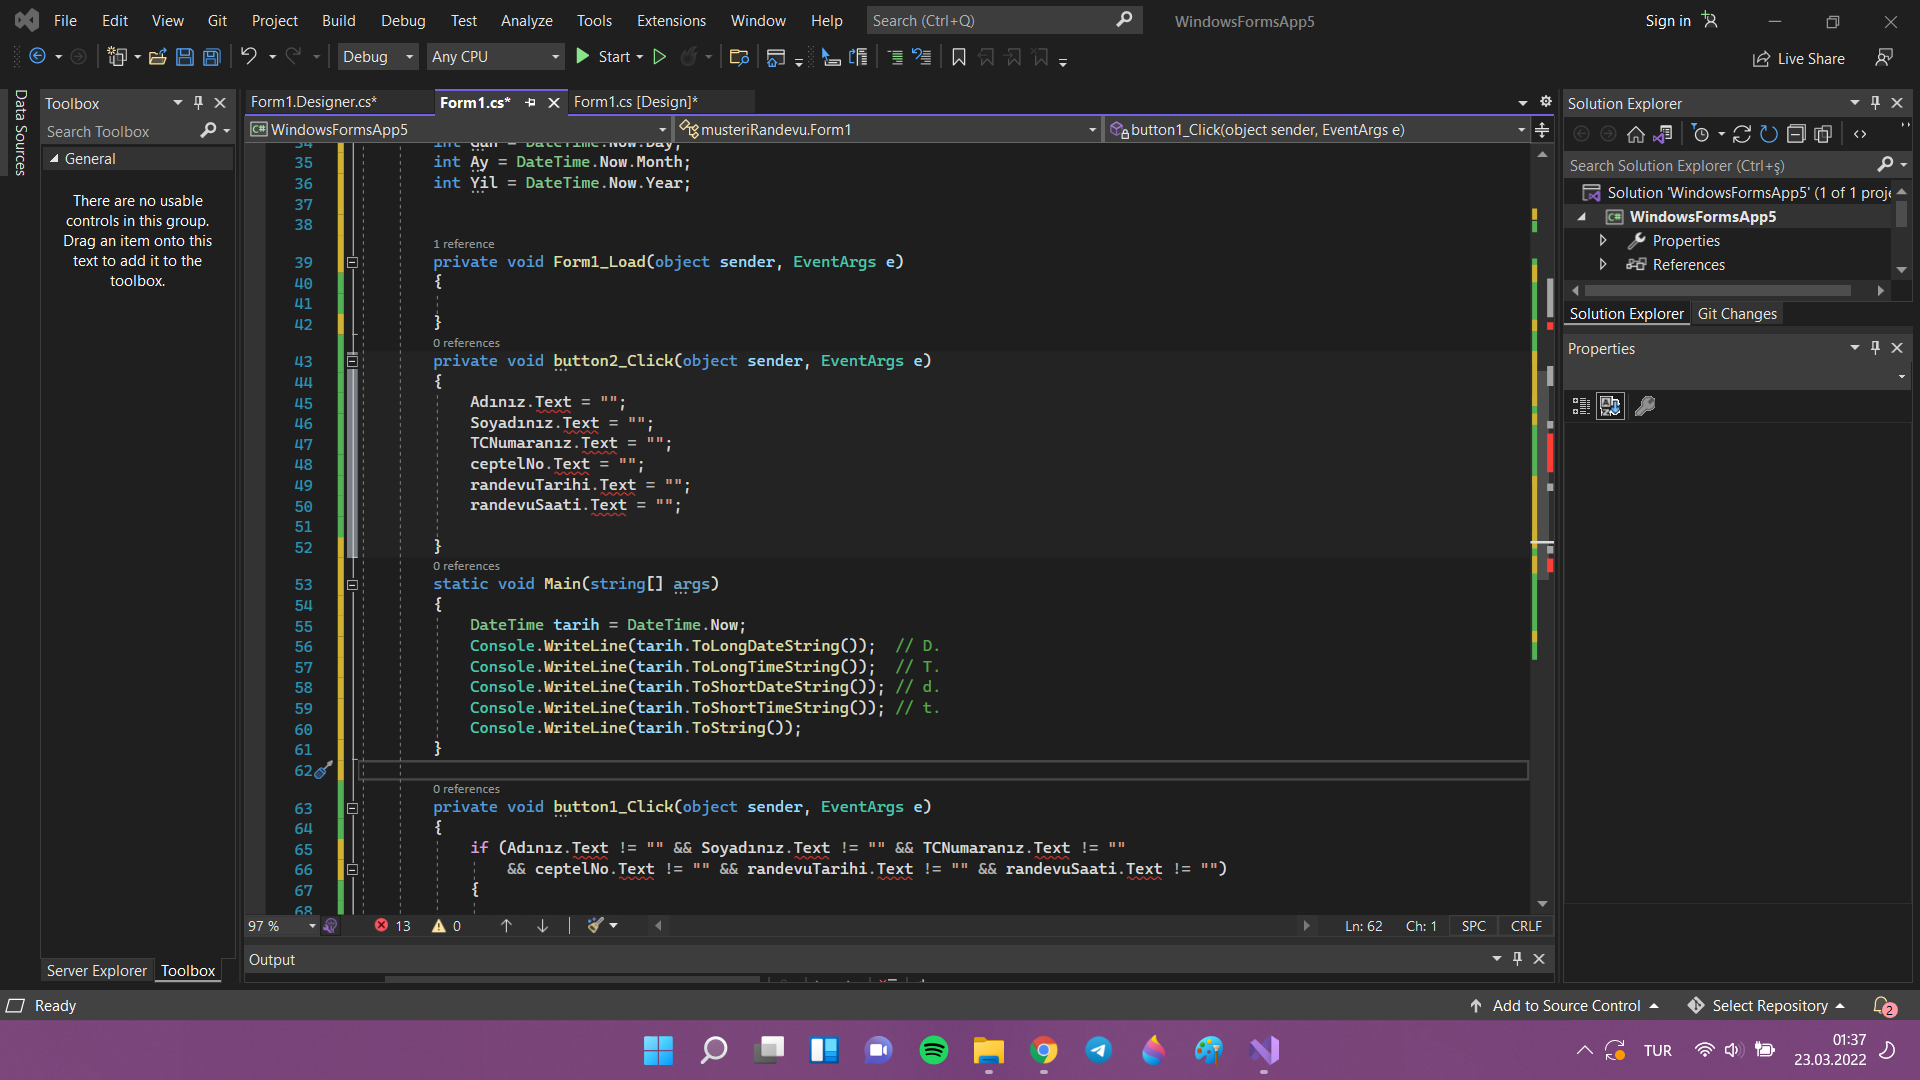 File Edit View Git Project Build Debug Test Analyze Tools Extensions Window Help Search (Ctrl+Q) WindowsFormsApp5 Sign in
Debug Any CPU Start Live Share
Data Sources
Toolbox
Search Toolbox
General
There are no usable
controls in this group.
Drag an item onto this
text to add it to the
toolbox.
Server Explorer Toolbox
Form1.Designer.cs* Form1.cs* Form1.cs [Design]*
WindowsFormsApp5 musteriRandevu.Form1 button1_Click(object sender, EventArgs e)
34 int Gün = DateTime.Now.Day;
35 int Ay = DateTime.Now.Month;
36 int Yil = DateTime.Now.Year;
37
38
1 reference
39 private void Form1_Load(object sender, EventArgs e)
40 {
41
42 }
0 references
43 private void button2_Click(object sender, EventArgs e)
44 {
45 Adınız.Text = "";
46 Soyadınız.Text = "";
47 TCNumaranız.Text = "";
48 ceptelNo.Text = "";
49 randevuTarihi.Text = "";
50 randevuSaati.Text = "";
51
52 }
0 references
53 static void Main(string[] args)
54 {
55 DateTime tarih = DateTime.Now;
56 Console.WriteLine(tarih.ToLongDateString()); // D.
57 Console.WriteLine(tarih.ToLongTimeString()); // T.
58 Console.WriteLine(tarih.ToShortDateString()); // d.
59 Console.WriteLine(tarih.ToShortTimeString()); // t.
60 Console.WriteLine(tarih.ToString());
61 }
62
0 references
63 private void button1_Click(object sender, EventArgs e)
64 {
65 if (Adınız.Text != "" && Soyadınız.Text != "" && TCNumaranız.Text != ""
66 && ceptelNo.Text != "" && randevuTarihi.Text != "" && randevuSaati.Text != "")
67 {
68
97 % 13 0 Ln: 62 Ch: 1 SPC CRLF
Output
Solution Explorer
Search Solution Explorer (Ctrl+ş)
Solution 'WindowsFormsApp5' (1 of 1 proje
WindowsFormsApp5
Properties
References
Solution Explorer Git Changes
Properties
Ready Add to Source Control Select Repository 2
TUR 01:37
23.03.2022